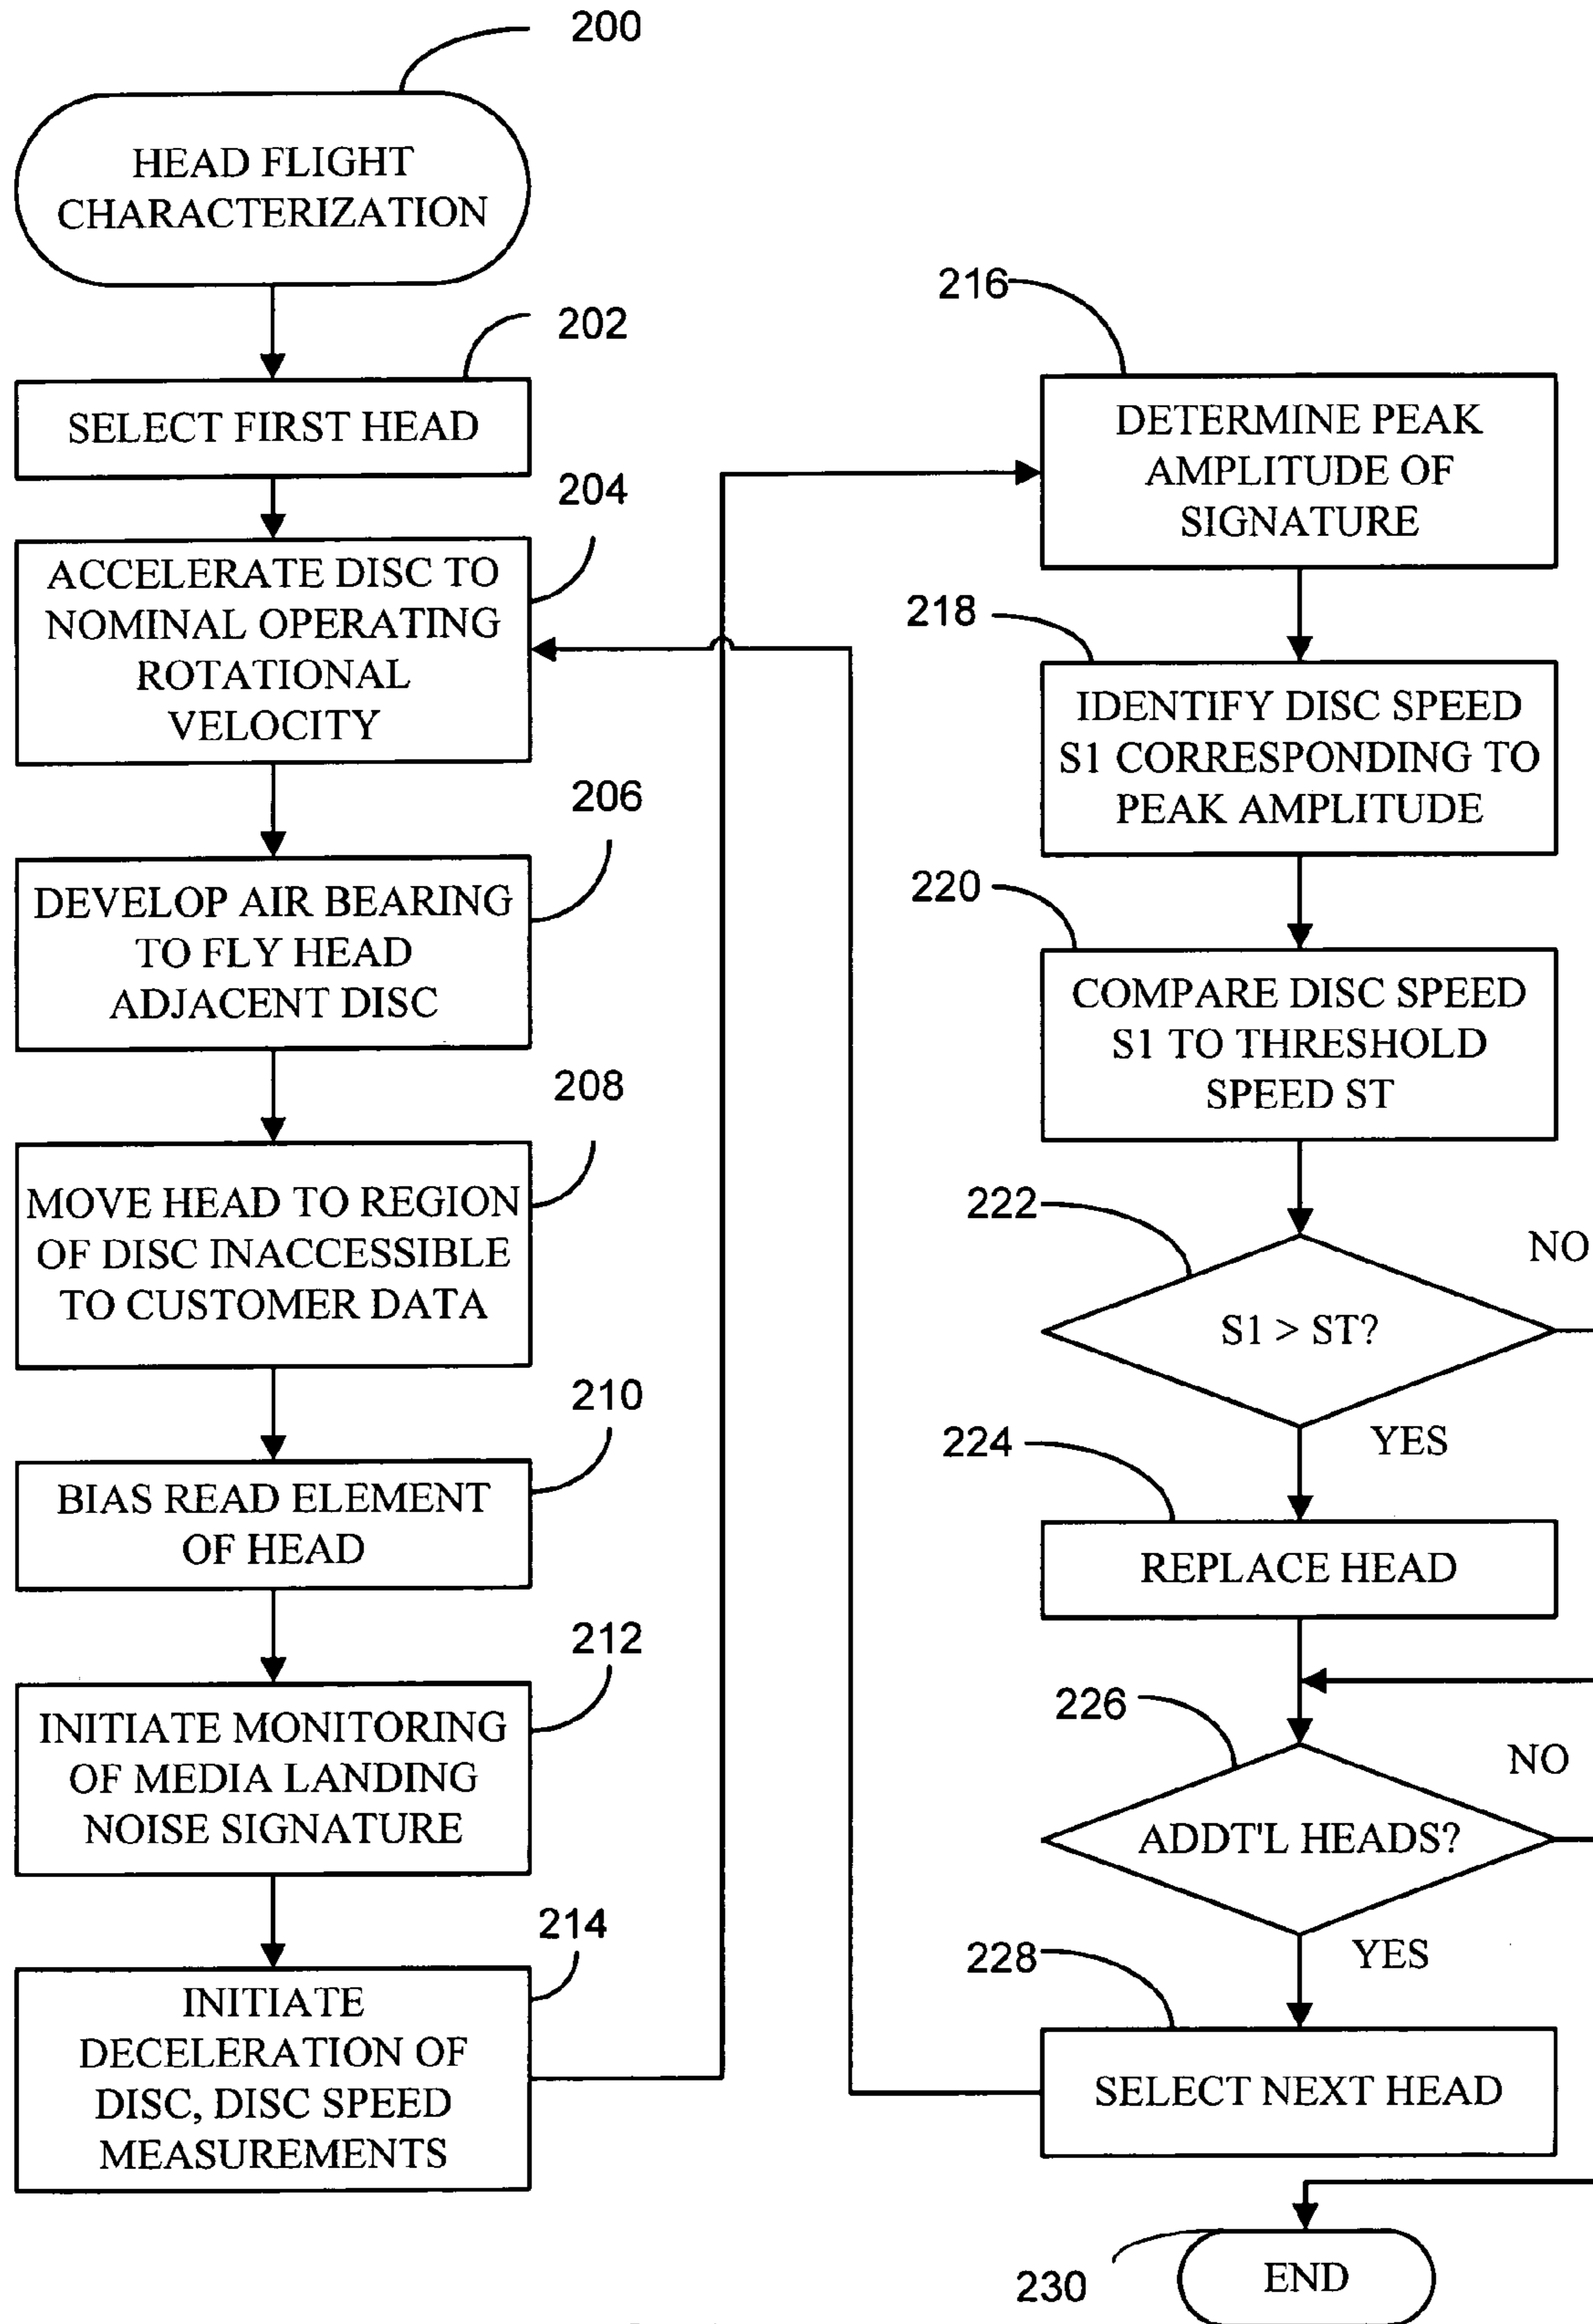 200
HEAD FLIGHT
CHARACTERIZATION
202
SELECT FIRST HEAD
204
ACCELERATE DISC TO
NOMINAL OPERATING
ROTATIONAL
VELOCITY
206
DEVELOP AIR BEARING
TO FLY HEAD
ADJACENT DISC
208
MOVE HEAD TO REGION
OF DISC INACCESSIBLE
TO CUSTOMER DATA
210
BIAS READ ELEMENT
OF HEAD
212
INITIATE MONITORING
OF MEDIA LANDING
NOISE SIGNATURE
214
INITIATE
DECELERATION OF
DISC, DISC SPEED
MEASUREMENTS
216
DETERMINE PEAK
AMPLITUDE OF
SIGNATURE
218
IDENTIFY DISC SPEED
S1 CORRESPONDING TO
PEAK AMPLITUDE
220
COMPARE DISC SPEED
S1 TO THRESHOLD
SPEED ST
222
NO
S1 > ST?
YES
224
REPLACE HEAD
226
NO
ADDT'L HEADS?
YES
228
SELECT NEXT HEAD
230
END